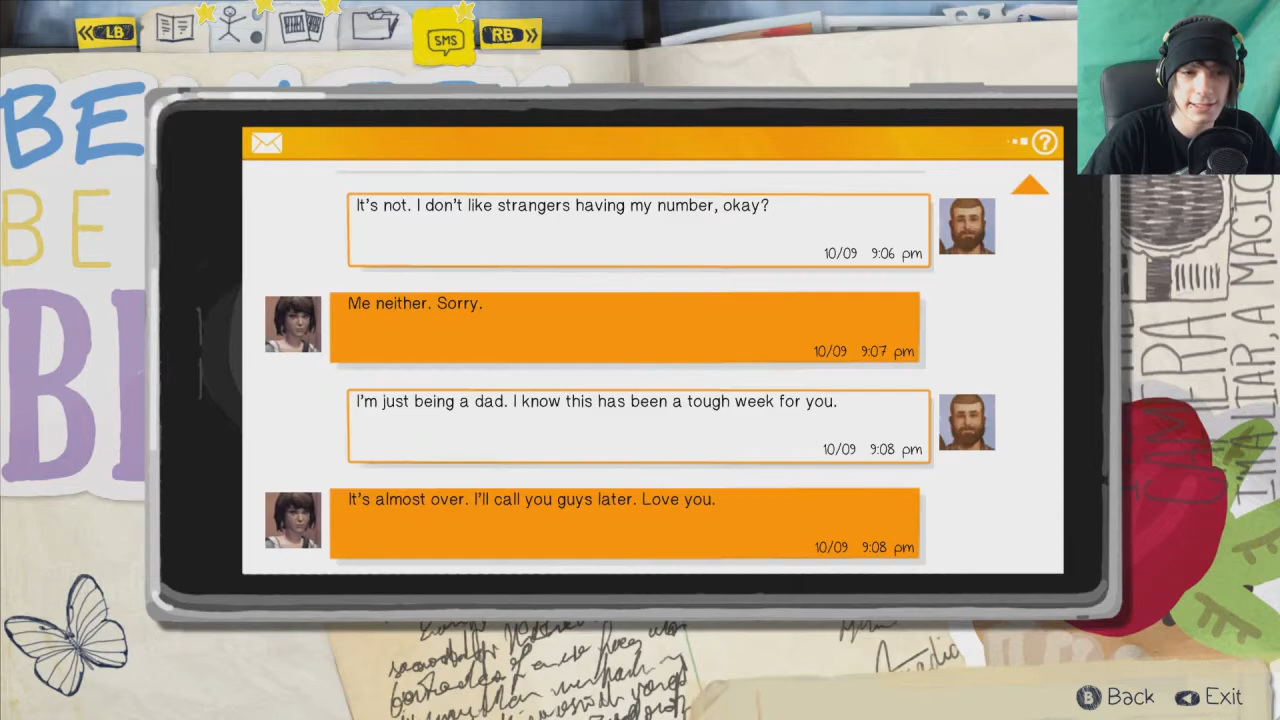 LB
SMS
RB
BE
BE
It's not. I don't like strangers having my number, okay?
10/09 9:06 pm
Me neither. Sorry.
10/09 9:07 pm
I'm just being a dad. I know this has been a tough week for you.
10/09 9:08 pm
It's almost over. I'll call you guys later. Love you.
10/09 9:08 pm
CAMERA
I'M A LIAR, A MAGIC
B Back
Exit